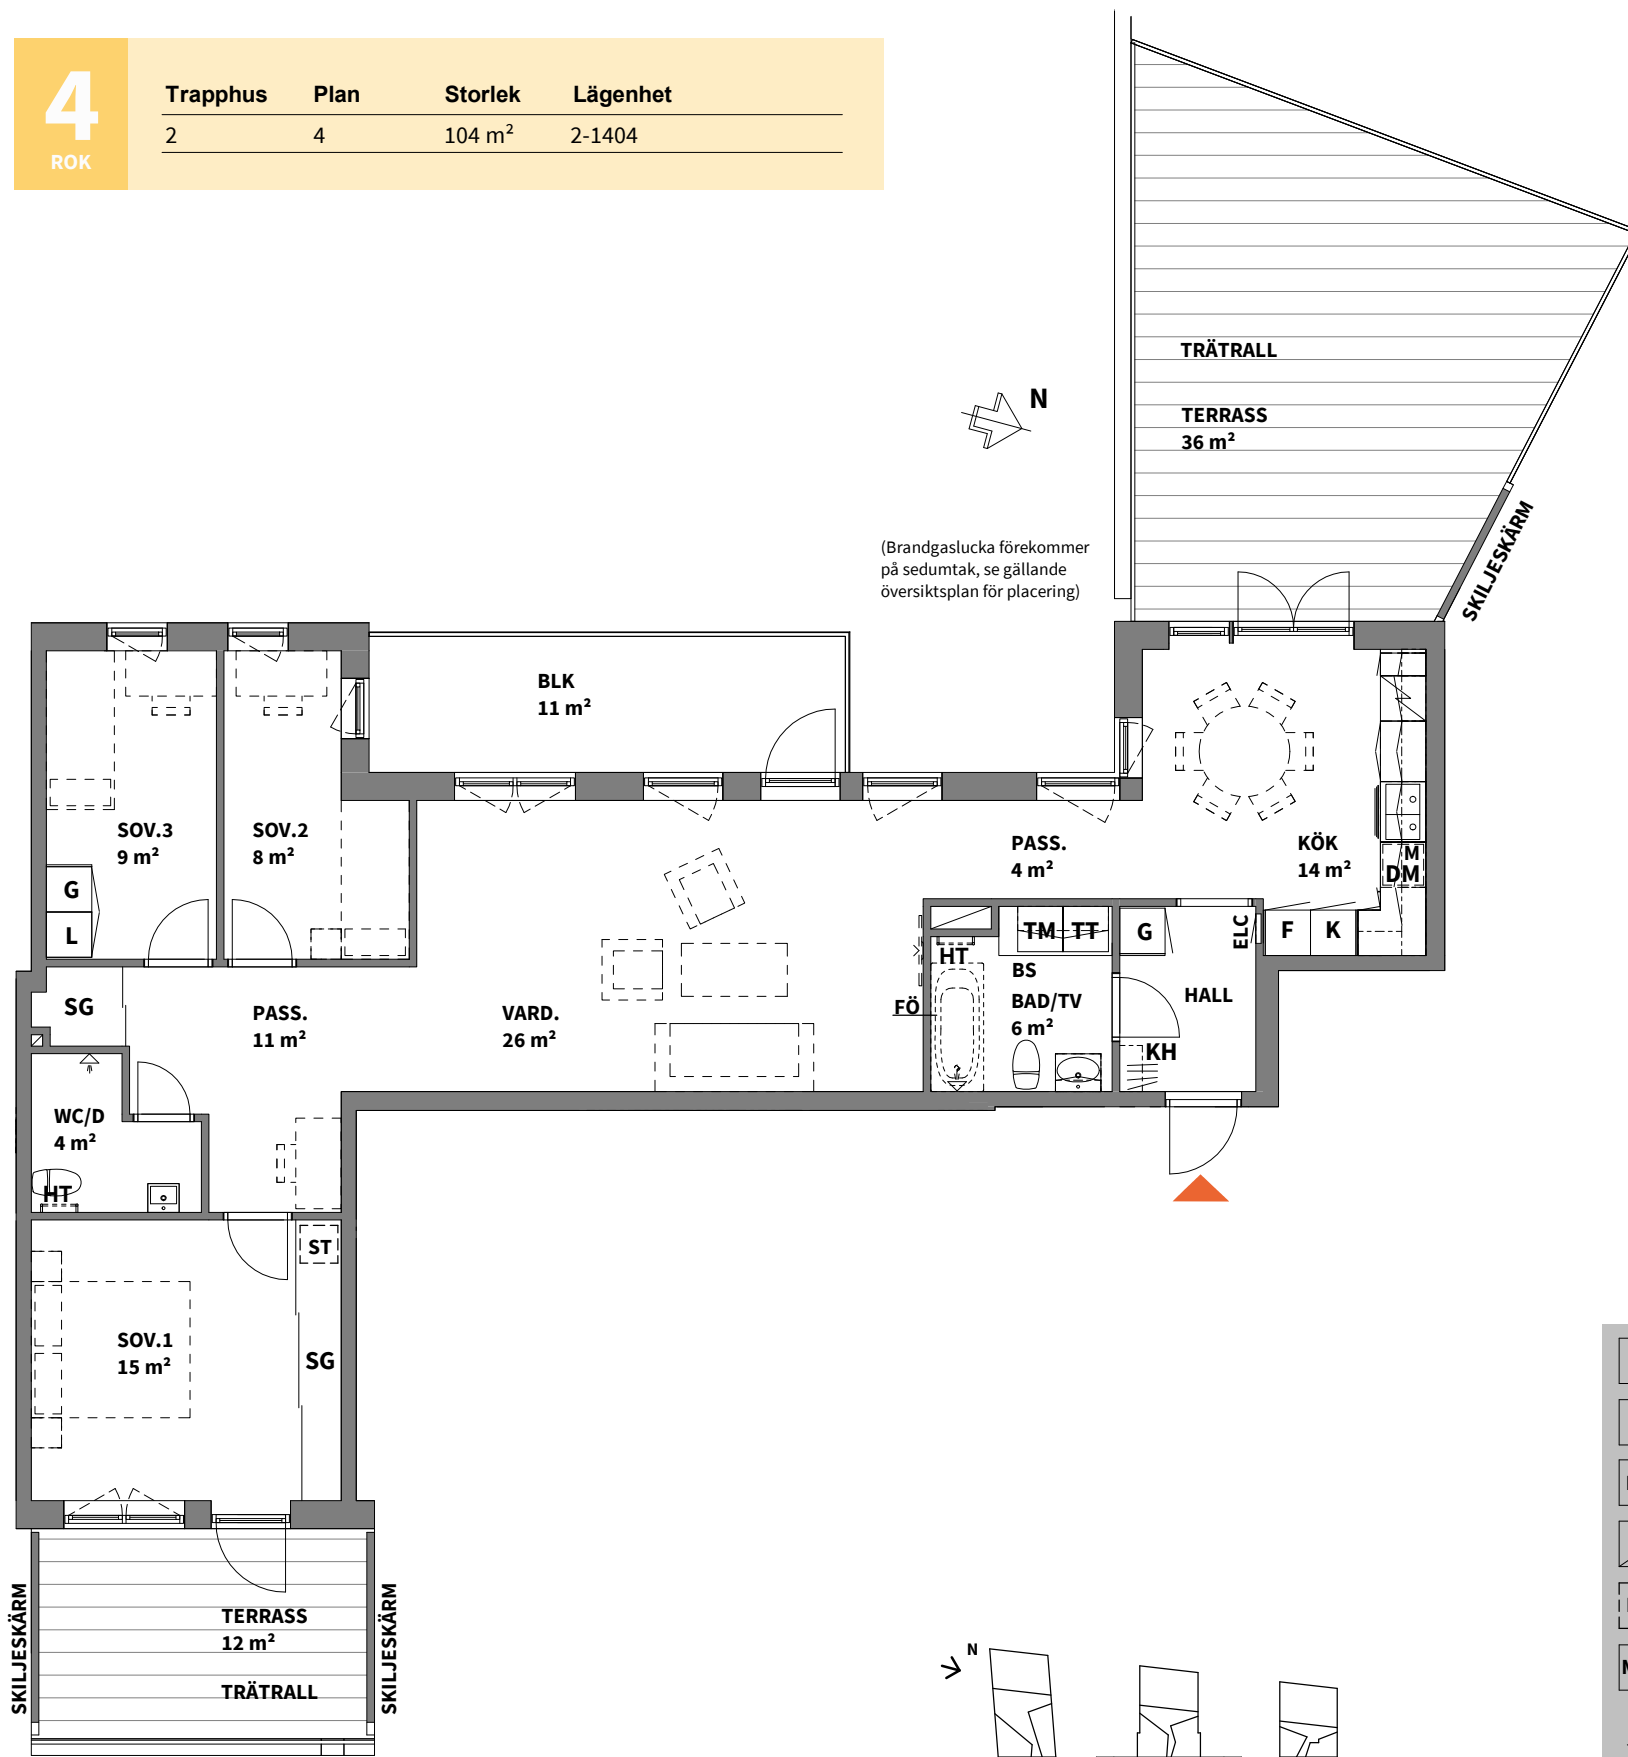 4
ROK
Trapphus Plan Storlek Lägenhet
2 4 104 m² 2-1404
TRÄTRALL
TERRASS
36 m²
N
SKILJESKÄRM
(Brandgaslucka förekommer
på sedumtak, se gällande
översiktsplan för placering)
BLK
11 m²
SOV.3
9 m²
SOV.2
8 m²
PASS.
4 m²
KÖK
14 m²
M
DM
G
L
TM TT
G
ELC
F K
HT
BS
BAD/TV
6 m²
HALL
FÖ
KH
SG
PASS.
11 m²
VARD.
26 m²
WC/D
4 m²
HT
ST
SOV.1
15 m²
SG
SKILJESKÄRM
TERRASS
12 m²
TRÄTRALL
SKILJESKÄRM
N